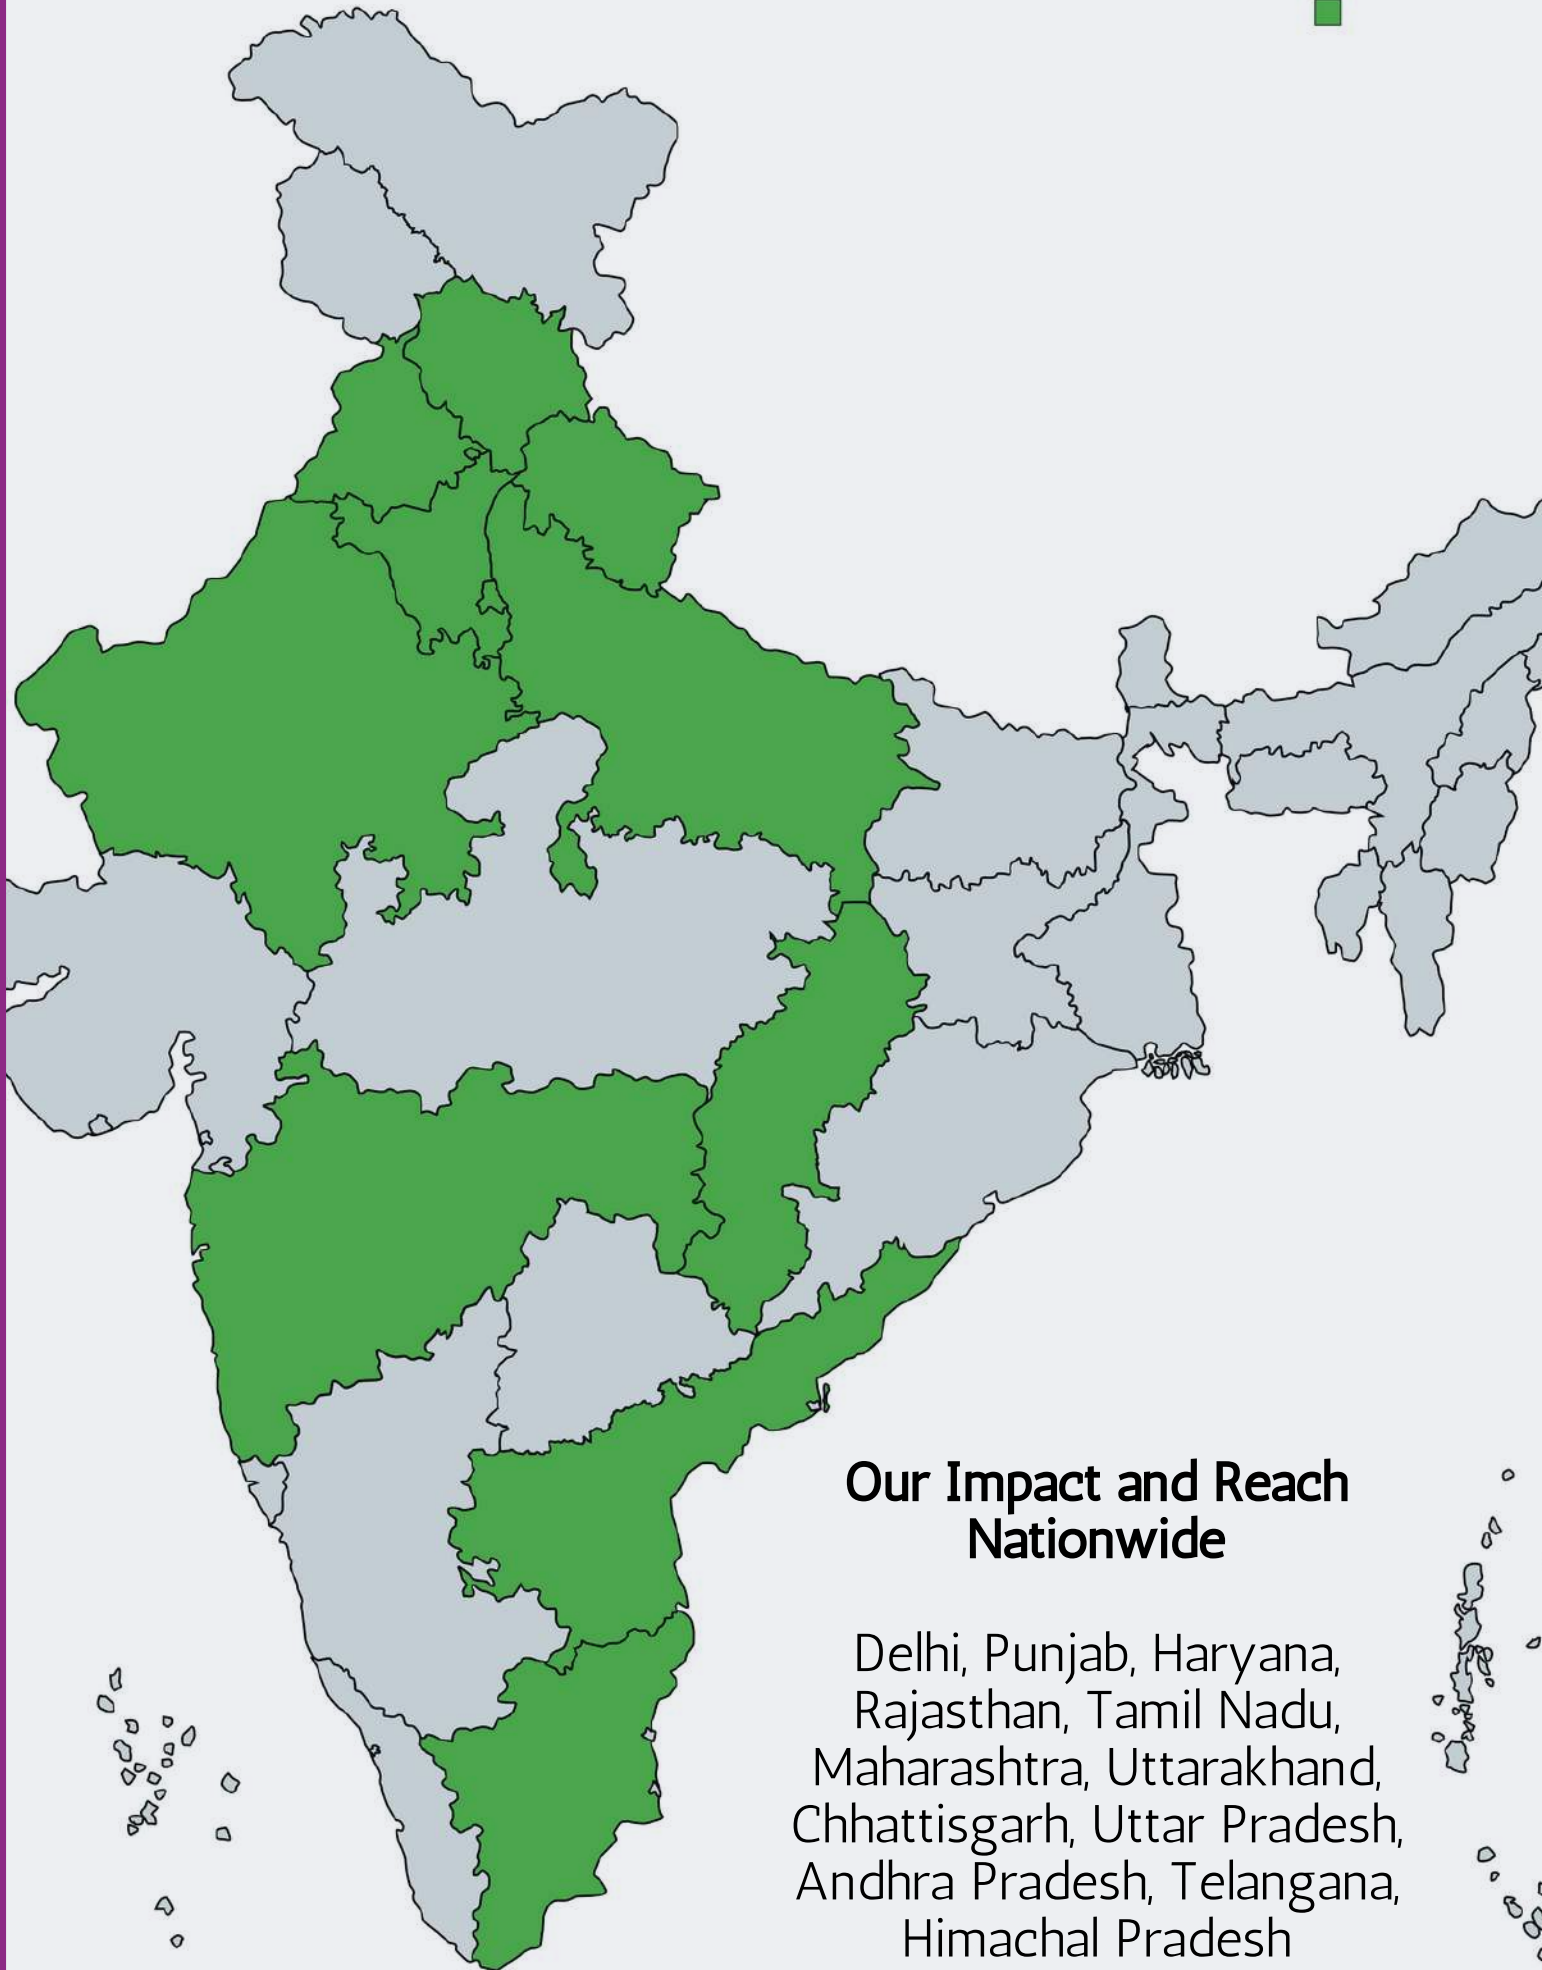 Our Impact and Reach
Nationwide
Delhi, Punjab, Haryana,
Rajasthan, Tamil Nadu,
Maharashtra, Uttarakhand,
Chhattisgarh, Uttar Pradesh,
Andhra Pradesh, Telangana,
Himachal Pradesh